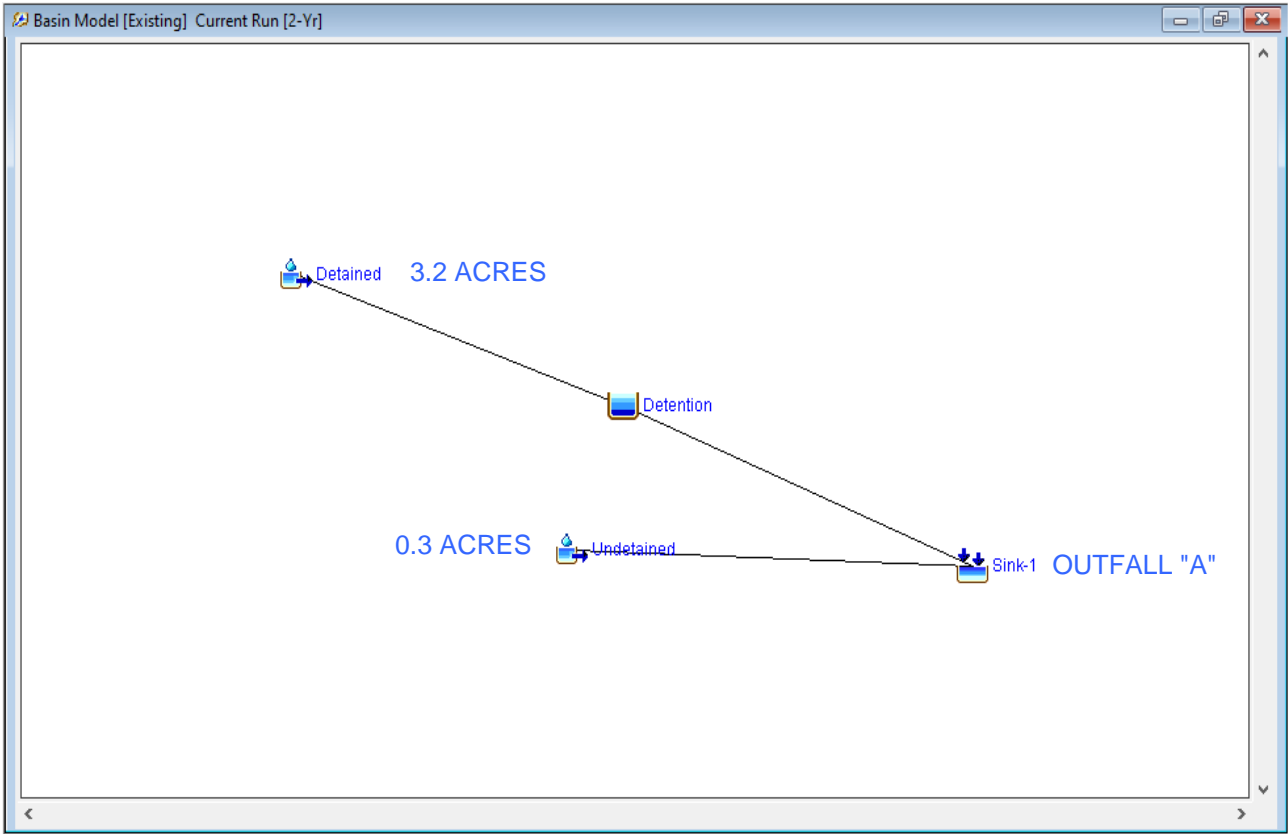 Basin Model [Existing] Current Run [2-Yr]
Detained 3.2 ACRES
Detention
0.3 ACRES Undetained
Sink-1 OUTFALL "A"